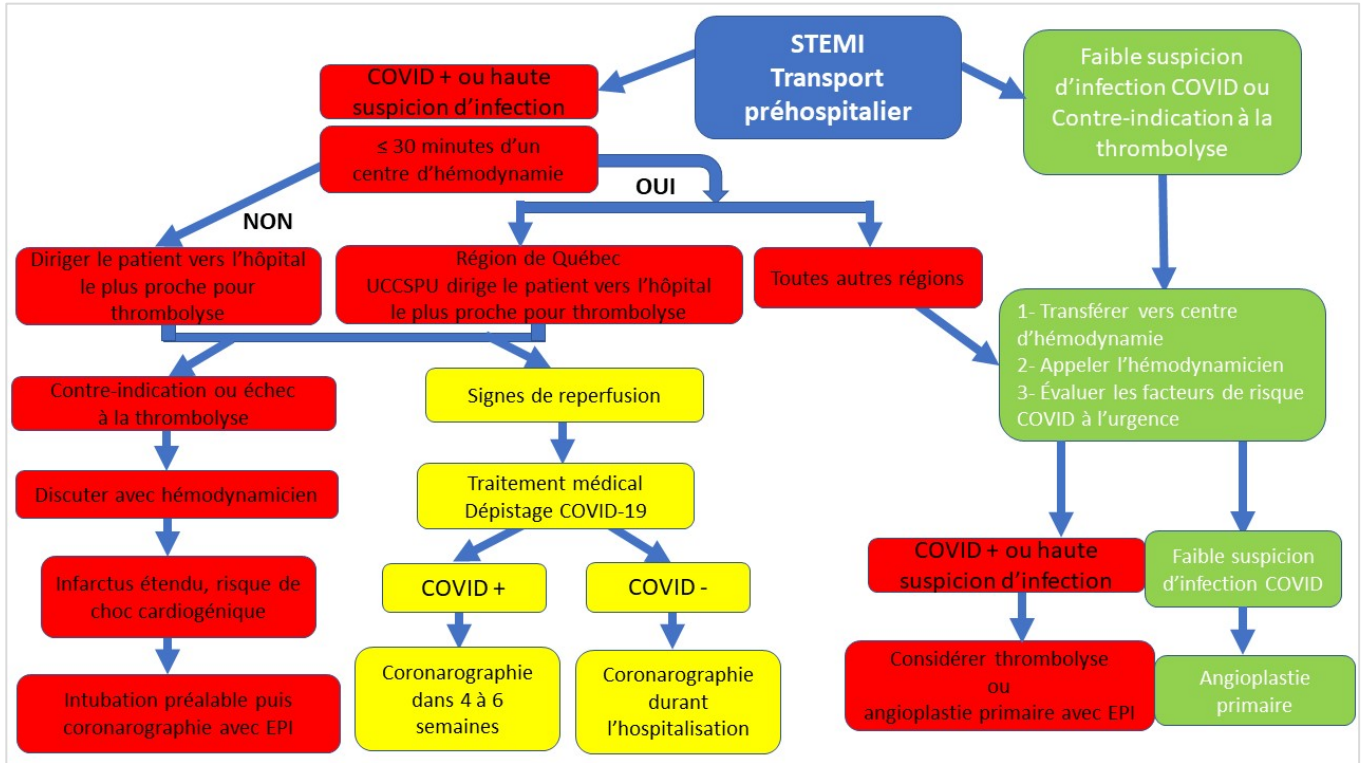 STEMI
Transport
préhospitalier
COVID + ou haute
suspicion d'infection
Faible suspicion
d'infection COVID ou
Contre-indication à la
thrombolyse
≤ 30 minutes d'un
centre d'hémodynamie
OUI
NON
Diriger le patient vers l'hôpital
le plus proche pour
thrombolyse
Région de Québec
UCCSPU dirige le patient vers l'hôpital
le plus proche pour thrombolyse
Toutes autres régions
1- Transférer vers centre
d'hémodynamie
2- Appeler l'hémodynamicien
3- Évaluer les facteurs de risque
COVID à l'urgence
Contre-indication ou échec
à la thrombolyse
Signes de reperfusion
Discuter avec hémodynamicien
Traitement médical
Dépistage COVID-19
Infarctus étendu, risque de
choc cardiogénique
COVID +
COVID -
COVID + ou haute
suspicion d'infection
Faible suspicion
d'infection COVID
Intubation préalable puis
coronarographie avec EPI
Coronarographie
dans 4 à 6
semaines
Coronarographie
durant
l'hospitalisation
Considérer thrombolyse
ou
angioplastie primaire avec EPI
Angioplastie
primaire